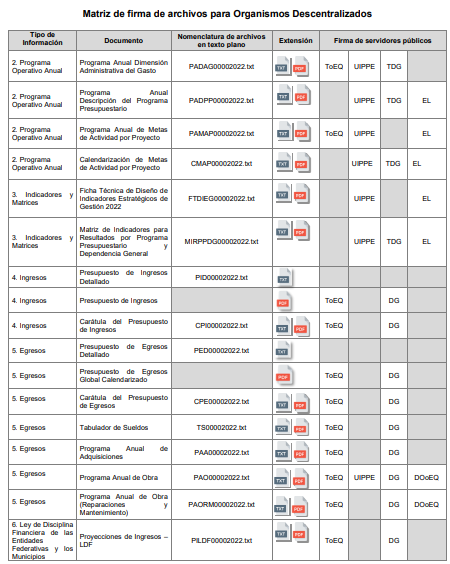 Matriz de firma de archivos para Organismos Descentralizados
Tipo de Información | Documento | Nomenclatura de archivos en texto plano | Extensión | Firma de servidores públicos
2. Programa Operativo Anual | Programa Anual Dimensión Administrativa del Gasto | PADAG00002022.txt | TXT PDF | ToEQ | UIPPE | TDG
2. Programa Operativo Anual | Programa Anual Descripción del Programa Presupuestario | PADPP00002022.txt | TXT PDF | UIPPE | TDG | EL
2. Programa Operativo Anual | Programa Anual de Metas de Actividad por Proyecto | PAMAP00002022.txt | TXT PDF | ToEQ | UIPPE | EL
2. Programa Operativo Anual | Calendarización de Metas de Actividad por Proyecto | CMAP00002022.txt | TXT PDF | UIPPE | TDG | EL
3. Indicadores y Matrices | Ficha Técnica de Diseño de Indicadores Estratégicos de Gestión 2022 | FTDIEG00002022.txt | TXT PDF | UIPPE | EL
3. Indicadores y Matrices | Matriz de Indicadores para Resultados por Programa Presupuestario y Dependencia General | MIRPPDG00002022.txt | TXT PDF | UIPPE | TDG | EL
4. Ingresos | Presupuesto de Ingresos Detallado | PID00002022.txt | TXT
4. Ingresos | Presupuesto de Ingresos | PDF | ToEQ | DG
4. Ingresos | Carátula del Presupuesto de Ingresos | CPI00002022.txt | TXT PDF | ToEQ | DG
5. Egresos | Presupuesto de Egresos Detallado | PED00002022.txt | TXT
5. Egresos | Presupuesto de Egresos Global Calendarizado | PDF | ToEQ | DG
5. Egresos | Carátula del Presupuesto de Egresos | CPE00002022.txt | TXT PDF | ToEQ | DG
5. Egresos | Tabulador de Sueldos | TS00002022.txt | TXT PDF | ToEQ | DG
5. Egresos | Programa Anual de Adquisiciones | PAA00002022.txt | TXT PDF | ToEQ | DG
5. Egresos | Programa Anual de Obra | PAO00002022.txt | TXT PDF | ToEQ | UIPPE | DG | DOoEQ
5. Egresos | Programa Anual de Obra (Reparaciones y Mantenimiento) | PAORM00002022.txt | TXT PDF | ToEQ | DG | DOoEQ
6. Ley de Disciplina Financiera de las Entidades Federativas y los Municipios | Proyecciones de Ingresos – LDF | PILDF00002022.txt | TXT PDF | ToEQ | DG